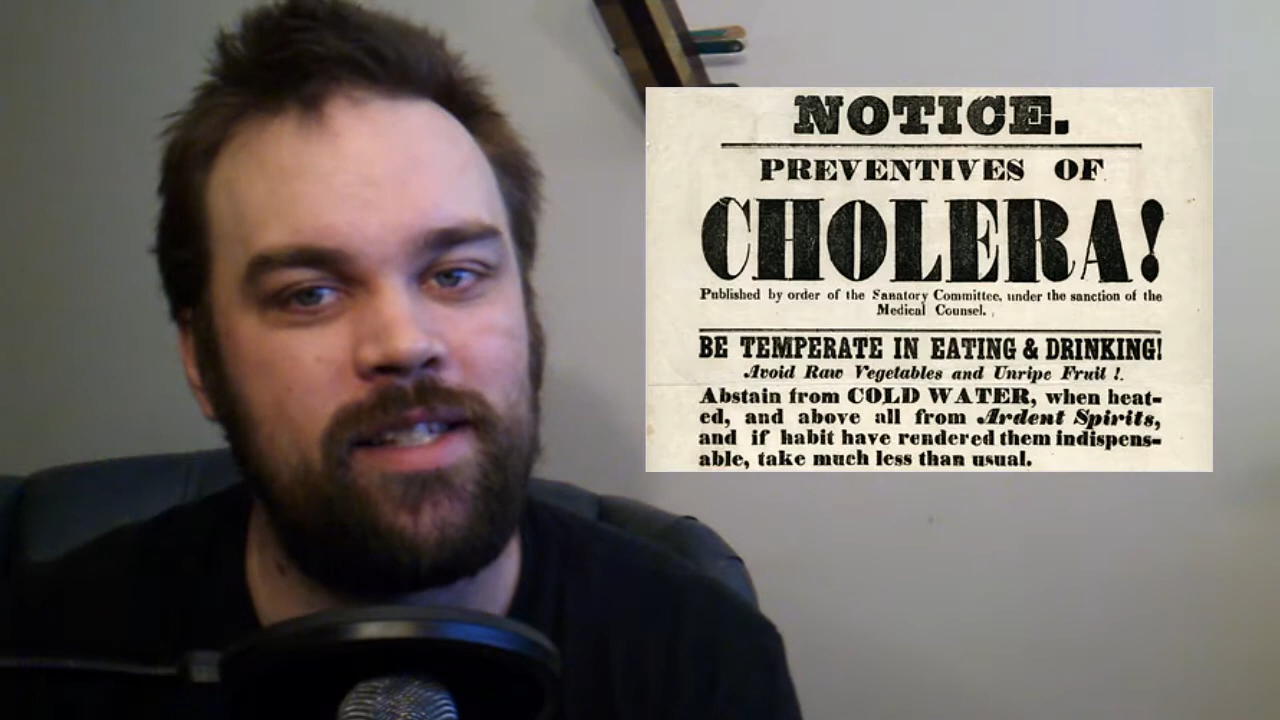 NOTICE.
PREVENTIVES OF
CHOLERA!
Published by order of the Sanatory Committee, under the sanction of the
Medical Counsel.
BE TEMPERATE IN EATING & DRINKING!
Avoid Raw Vegetables and Unripe Fruit !.
Abstain from COLD WATER, when heat-
ed, and above all from Ardent Spirits,
and if habit have rendered them indispens-
able, take much less than usual.